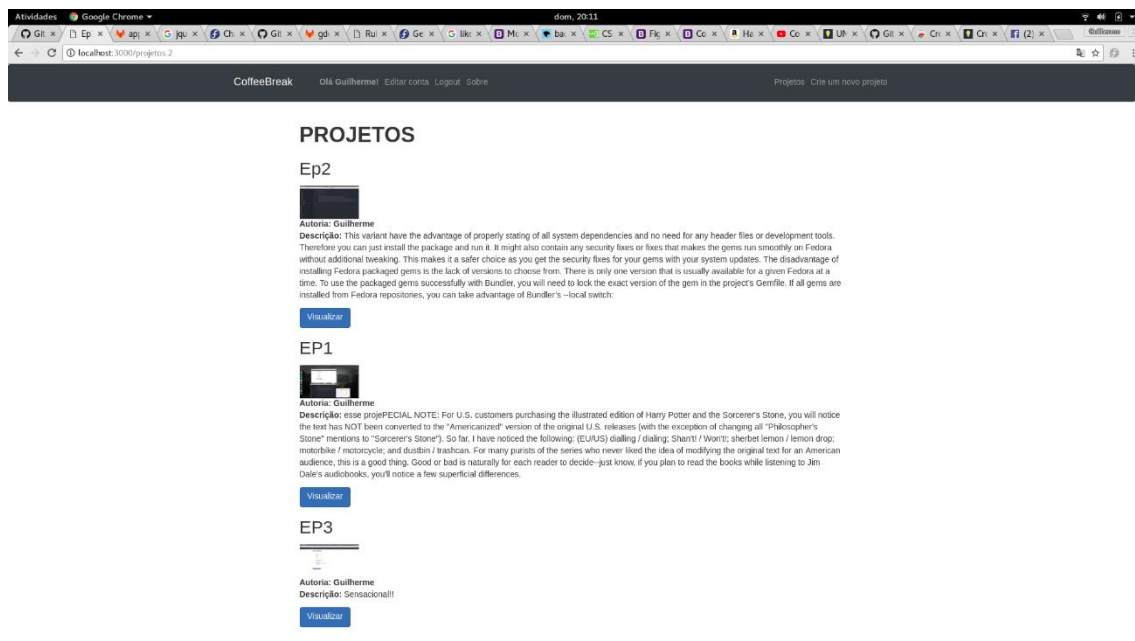 Atividades Google Chrome dom, 20:11
Git Ep Ch Git Rui Ge CS Co Git (2)
localhost:3000/projetos.2
CoffeeBreak Olá Guilherme! Editar conta Logout Sobre Projetos Crie um novo projeto
PROJETOS
Ep2
Autoria: Guilherme
Descrição: This variant have the advantage of properly stating of all system dependencies and no need for any header files or development tools.
Therefore you can just install the package and run it. It might also contain any security fixes or fixes that makes the gems run smoothly on Fedora
without additional tweaking. This makes it a safer choice as you get the security fixes for your gems with your system updates. The disadvantage of
installing Fedora packaged gems is the lack of versions to choose from. There is only one version that is usually available for a given Fedora at a
time. To use the packaged gems successfully with Bundler, you will need to lock the exact version of the gem in the project's Gemfile. If all gems are
installed from Fedora repositories, you can take advantage of Bundler's --local switch:
Visualizar
EP1
Autoria: Guilherme
Descrição: esse projePECIAL NOTE: For U.S. customers purchasing the illustrated edition of Harry Potter and the Sorcerer's Stone, you will notice
the text has NOT been converted to the "Americanized" version of the original U.S. releases (with the exception of changing all "Philosopher's
Stone" mentions to "Sorcerer's Stone"). So far, I have noticed the following: (EU/US) dialling / dialing; Shan't! / Won't!; sherbet lemon / lemon drop;
motorbike / motorcycle; and dustbin / trashcan. For many purists of the series who never liked the idea of modifying the original text for an American
audience, this is a good thing. Good or bad is naturally for each reader to decide--just know, if you plan to read the books while listening to Jim
Dale's audiobooks, you'll notice a few superficial differences.
Visualizar
EP3
Autoria: Guilherme
Descrição: Sensacional!!
Visualizar